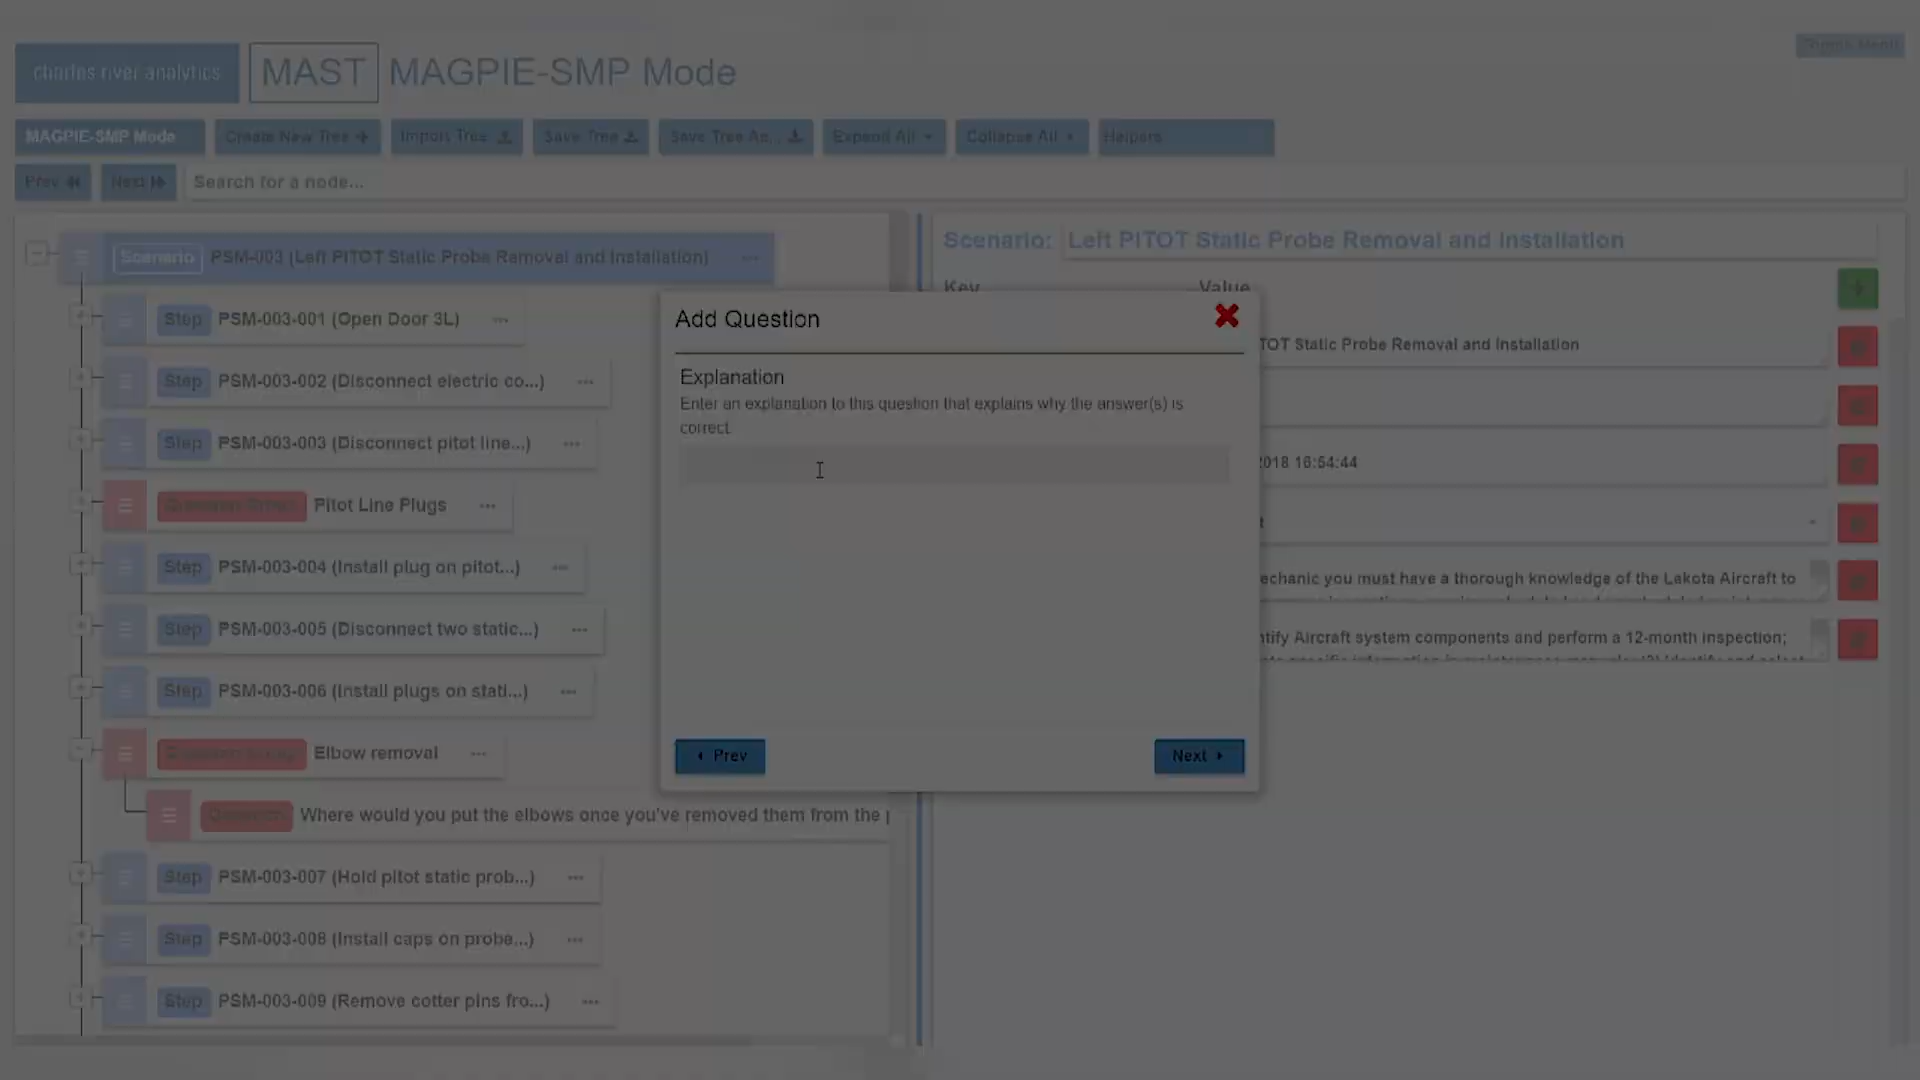 charles river analytics
MAST
MAGPIE-SMP Mode
Toggle Menu
MAGPIE-SMP Mode
Create New Tree
Import Tree
Save Tree
Save Tree As...
Expand All
Collapse All
Helpers
Prev
Next
Search for a node...
Scenario PSM-003 (Left PITOT Static Probe Removal and Installation)
Step PSM-003-001 (Open Door 3L)
Step PSM-003-002 (Disconnect electric co...)
Step PSM-003-003 (Disconnect pitot line...)
Question Group Pitot Line Plugs
Step PSM-003-004 (Install plug on pitot...)
Step PSM-003-005 (Disconnect two static...)
Step PSM-003-006 (Install plugs on stati...)
Question Group Elbow removal
Question Where would you put the elbows once you've removed them from the
Step PSM-003-007 (Hold pitot static prob...)
Step PSM-003-008 (Install caps on probe...)
Step PSM-003-009 (Remove cotter pins fro...)
Scenario: Left PITOT Static Probe Removal and Installation
Key Value
TOT Static Probe Removal and Installation
2018 16:54:44
t
echanic you must have a thorough knowledge of the Lakota Aircraft to
ntify Aircraft system components and perform a 12-month inspection;
Add Question
Explanation
Enter an explanation to this question that explains why the answer(s) is
correct.
Prev
Next